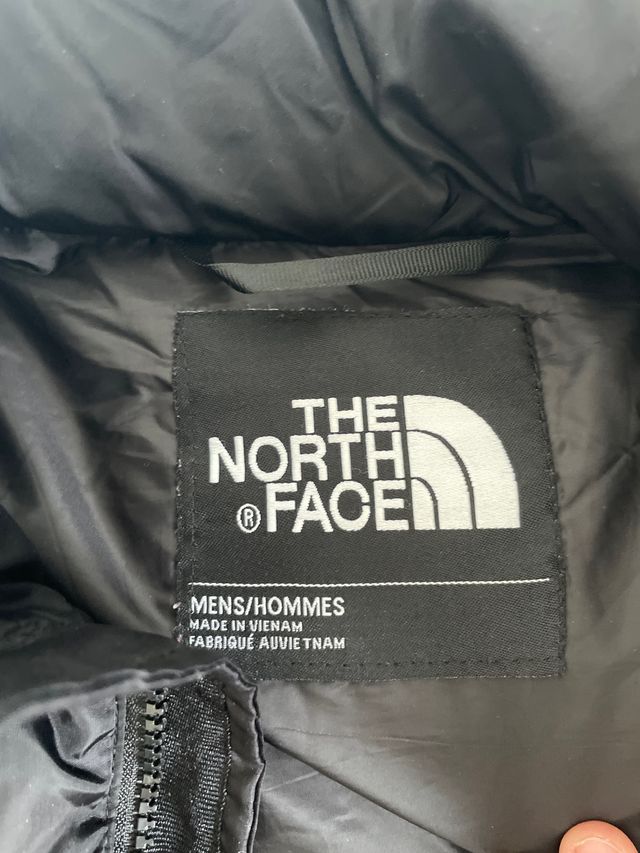 THE
NORTH
® FACE
MENS/HOMMES
MADE IN VIENAM
FABRIQUÉ AUVIETNAM